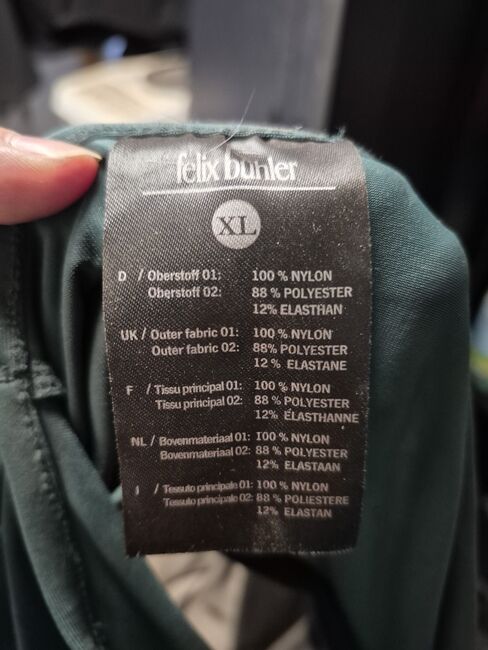 felix bühler
XL
D / Oberstoff 01: 100 % NYLON
Oberstoff 02: 88 % POLYESTER
12% ELASTHAN
UK / Outer fabric 01: 100 % NYLON
Outer fabric 02: 88% POLYESTER
12 % ELASTANE
F / Tissu principal 01: 100 % NYLON
Tissu principal 02: 88 % POLYESTER
12% ÉLASTHANNE
NL / Bovenmateriaal 01: 100 % NYLON
Bovenmateriaal 02: 88 % POLYESTER
12% ELASTAAN
I / Tessuto principale 01: 100 % NYLON
Tessuto principale 02: 88 % POLIESTERE
12% ELASTAN